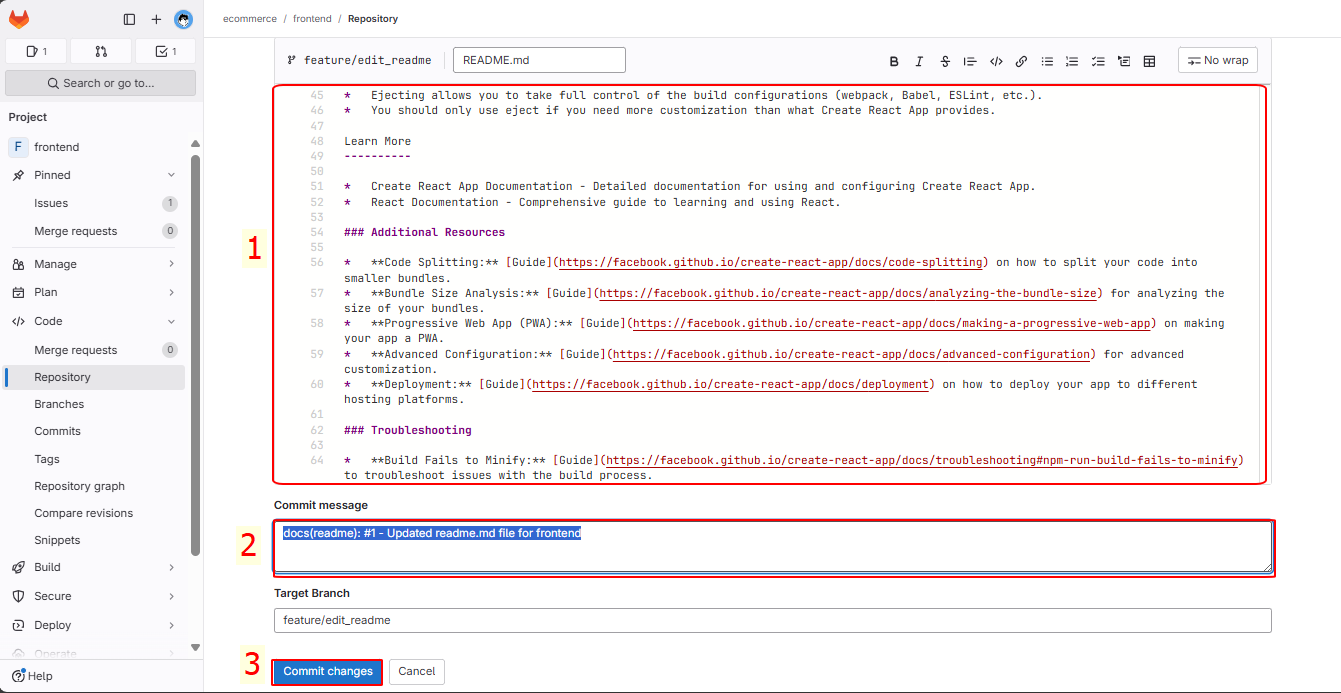 ecommerce / frontend / Repository
1
1
Search or go to...
Project
F frontend
Pinned
Issues 1
Merge requests 0
Manage
Plan
Code
Merge requests 0
Repository
Branches
Commits
Tags
Repository graph
Compare revisions
Snippets
Build
Secure
Deploy
Operate
Help
feature/edit_readme
README.md
No wrap
1
45 * Ejecting allows you to take full control of the build configurations (webpack, Babel, ESLint, etc.).
46 * You should only use eject if you need more customization than what Create React App provides.
47
48 Learn More
49 ----------
50
51 * Create React App Documentation - Detailed documentation for using and configuring Create React App.
52 * React Documentation - Comprehensive guide to learning and using React.
53
54 ### Additional Resources
55
56 * **Code Splitting:** [Guide](https://facebook.github.io/create-react-app/docs/code-splitting) on how to split your code into
smaller bundles.
57 * **Bundle Size Analysis:** [Guide](https://facebook.github.io/create-react-app/docs/analyzing-the-bundle-size) for analyzing the
size of your bundles.
58 * **Progressive Web App (PWA):** [Guide](https://facebook.github.io/create-react-app/docs/making-a-progressive-web-app) on making
your app a PWA.
59 * **Advanced Configuration:** [Guide](https://facebook.github.io/create-react-app/docs/advanced-configuration) for advanced
customization.
60 * **Deployment:** [Guide](https://facebook.github.io/create-react-app/docs/deployment) on how to deploy your app to different
hosting platforms.
61
62 ### Troubleshooting
63
64 * **Build Fails to Minify:** [Guide](https://facebook.github.io/create-react-app/docs/troubleshooting#npm-run-build-fails-to-minify)
to troubleshoot issues with the build process.
Commit message
2
docs(readme): #1 - Updated readme.md file for frontend
Target Branch
feature/edit_readme
3
Commit changes
Cancel